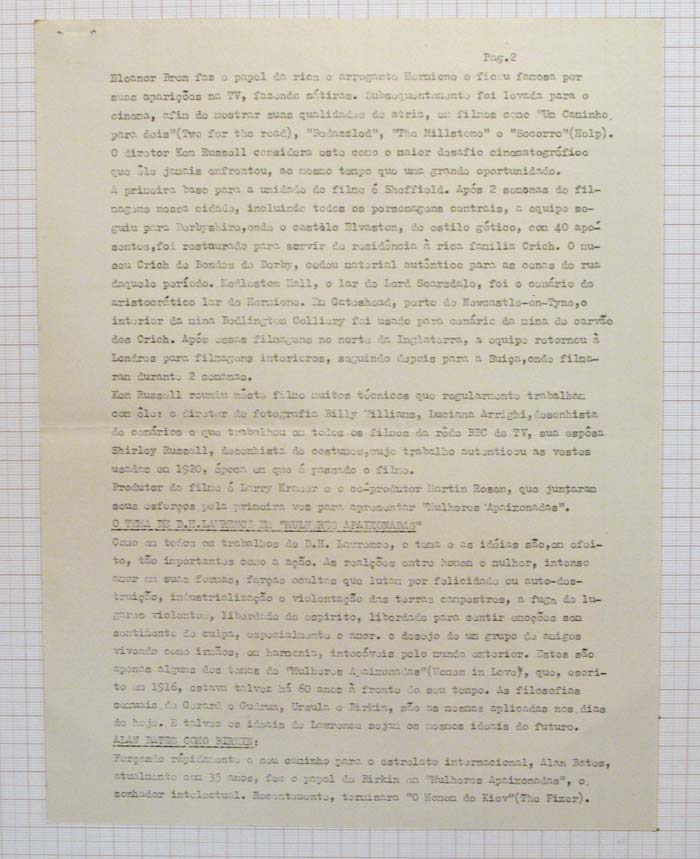 Pag.2
Eleanor Bron fas o papel da rica e arrogante Hermione e ficou famosa por
suas aparições na TV, fazendo sátiras. Subsequentemente foi levada para o
cinema, afim de mostrar suas qualidades de atriz, em filmes como "Um Caminho
para dois"(Two for the road), "Bedazzled", "The Millstone" e "Socorro"(Help).
O diretor Ken Russell considera este como o maior desafio cinematográfico
que êle jamais enfrentou, ao mesmo tempo que uma grande oportunidade.
A primeira base para a unidade do filme é Sheffield. Após 2 semanas de fil-
magens nessa cidade, incluindo todos os personagens centrais, a equipe se-
guiu para Derbyshire,onde o castèlo Elvaston, de estilo gótico, com 40 apo-
sentos,foi restaurado para servir de residência à rica familia Crich. O mu-
seu Crich de Bondes de Derby, cedeu material autêntico para as cenas de rua
daquele período. Kedleston Hall, o lar de Lord Scarsdale, foi o cenário do
aristocrático lar de Hermione. Em Gateshead, perto de Newcastle-on-Tyne,o
interior da mina Bedlington Colliery foi usado para cenário da mina de carvão
dos Crich. Após essas filmagens no norte da Inglaterra, a equipe retornou à
Londres para filmagens interiores, seguindo depois para a Suiça,onde filma-
ram durante 2 semanas.
Ken Russell reuniu nêste filme muitos técnicos que regularmente trabalham
com êle: o diretor de fotografia Billy Williams, Luciana Arrighi,desenhista
de cenários e que trabalhou em todos os filmes da rêde BBC de TV, sua espôsa
Shirley Russell, desenhista de costumes,cujo trabalho autenticou as vestes
usadas em 1920, época em que é passado o filme.
Produtor do filme é Larry Kramer e o co-produtor Martin Rosen, que juntaram
seus esforços pela primeira vez para apresentar "Mulheres Apaixonadas".
O TEMA DE D.H.LAWRENCE EM "MULHERES APAIXONADAS"
Como em todos os trabalhos de D.H. Lawrence, o tema e as idéias são,em efei-
to, tão importantes como a ação. As realções entre homem e mulher, intenso
amor em suas formas, forças ocultas que lutam por felicidade ou auto-des-
truição, industrialização e violentação das terras campestres, a fuga de lu-
gares violentos, liberdade de espirito, liberdade para sentir emoções sem
sentimento de culpa, especialmente o amor. o desejo de um grupo de amigos
vivendo como irmãos, em harmonia, intocáveis pelo mundo exterior. Estes são
apenas alguns dos temas de "Mulheres Apaixonadas"(Women in Love), que, escri-
to em 1916, estava talvez há 60 anos à frente do seu tempo. As filosofias
sexuais de Gerard e Gudrun, Ursula e Birkin, são as mesmas aplicadas nos dias
de hoje. E talvez os ideais de Lawrence sejam os mesmos ideais do futuro.
ALAN BATES COMO BIRKIN:
Forçando rápidamente o seu caminho para o estrelato internacional, Alan Bates,
atualmente com 35 anos, fez o papel de Birkin em "Mulheres Apaixonadas", o
sonhador intelectual. Recentemente, terminara "O Homem de Kiev"(The Fixer).